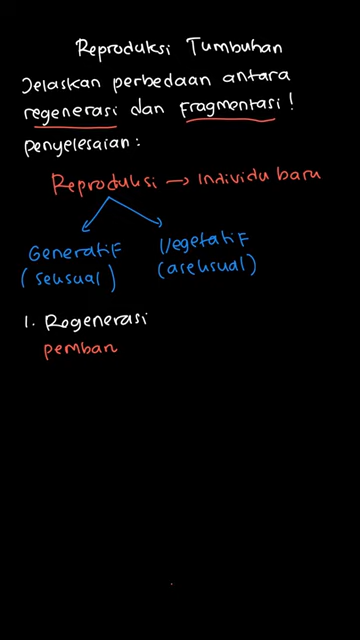 Reproduksi Tumbuhan
Jelaskan perbedaan antara
regenerasi dan fragmentasi!
Penyelesaian:
Reproduksi → Individu baru
Generatif
(seksual)
Vegetatif
(aseksual)
1. Regenerasi
pemban